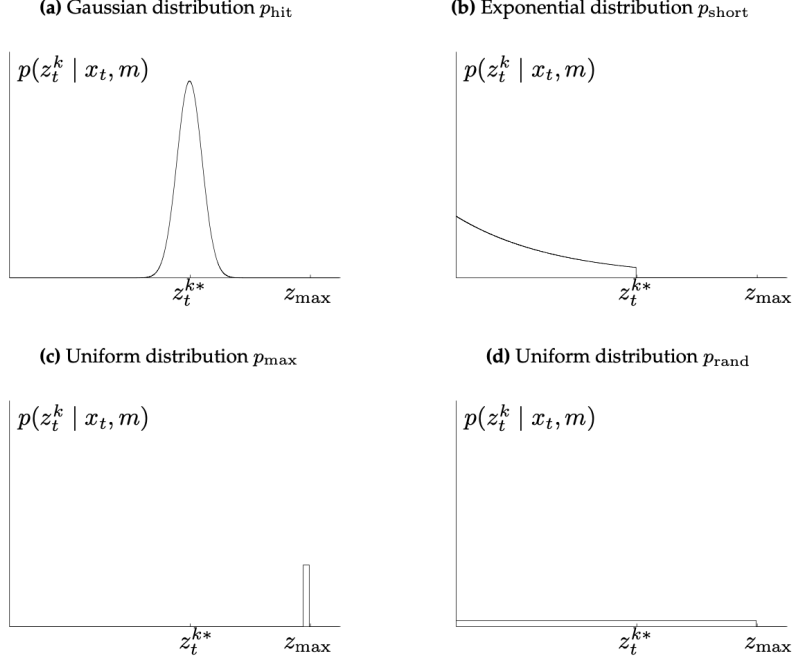 (a) Gaussian distribution p_hit
(b) Exponential distribution p_short
p(z_t^k | x_t, m)
p(z_t^k | x_t, m)
z_t^{k*}
z_max
z_t^{k*}
z_max
(c) Uniform distribution p_max
(d) Uniform distribution p_rand
p(z_t^k | x_t, m)
p(z_t^k | x_t, m)
z_t^{k*}
z_max
z_t^{k*}
z_max